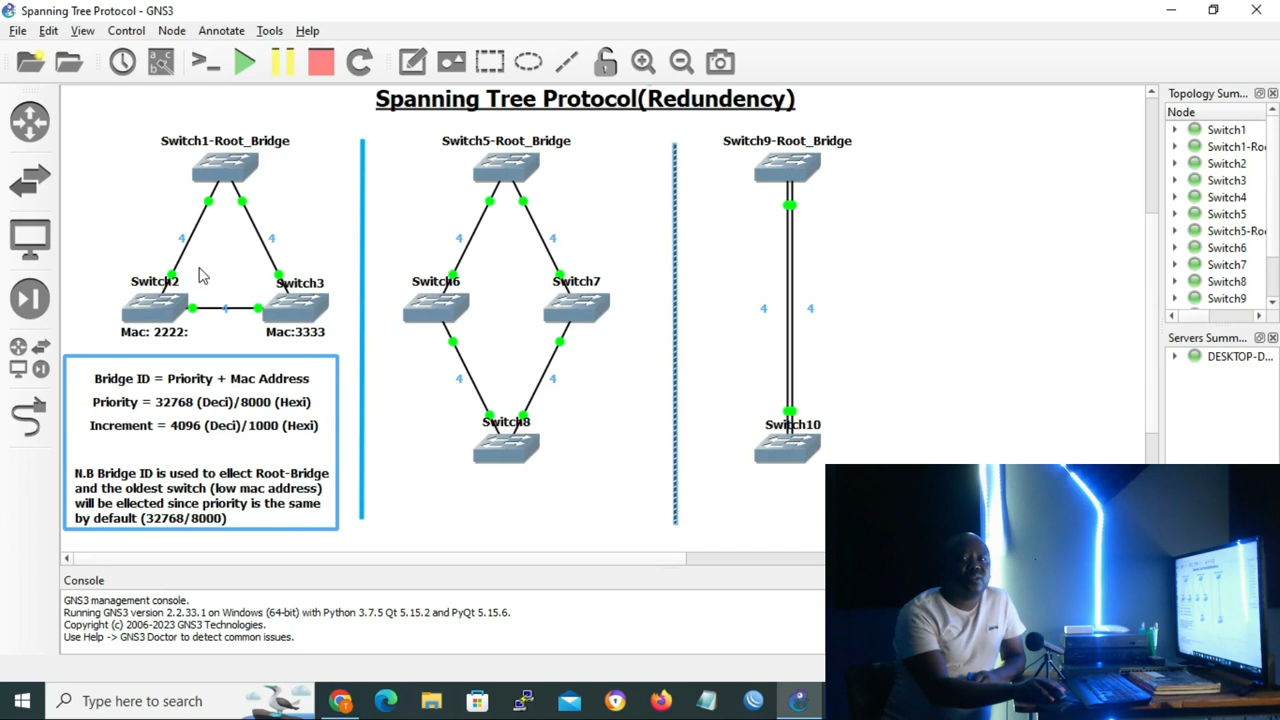 Spanning Tree Protocol - GNS3
File Edit View Control Node Annotate Tools Help
Spanning Tree Protocol(Redundency)
Switch1-Root_Bridge
4
4
Switch2
Switch3
4
Mac: 2222:
Mac:3333
Bridge ID = Priority + Mac Address
Priority = 32768 (Deci)/8000 (Hexi)
Increment = 4096 (Deci)/1000 (Hexi)
N.B Bridge ID is used to ellect Root-Bridge
and the oldest switch (low mac address)
will be ellected since priority is the same
by default (32768/8000)
Switch5-Root_Bridge
4
4
Switch6
Switch7
4
4
Switch8
Switch9-Root_Bridge
4
4
Switch10
Topology Sum...
Node
Switch1
Switch1-Ro
Switch2
Switch3
Switch4
Switch5
Switch5-Ro
Switch6
Switch7
Switch8
Switch9
Servers Summ...
DESKTOP-D...
Console
GNS3 management console.
Running GNS3 version 2.2.33.1 on Windows (64-bit) with Python 3.7.5 Qt 5.15.2 and PyQt 5.15.6.
Copyright (c) 2006-2023 GNS3 Technologies.
Use Help -> GNS3 Doctor to detect common issues.
Type here to search